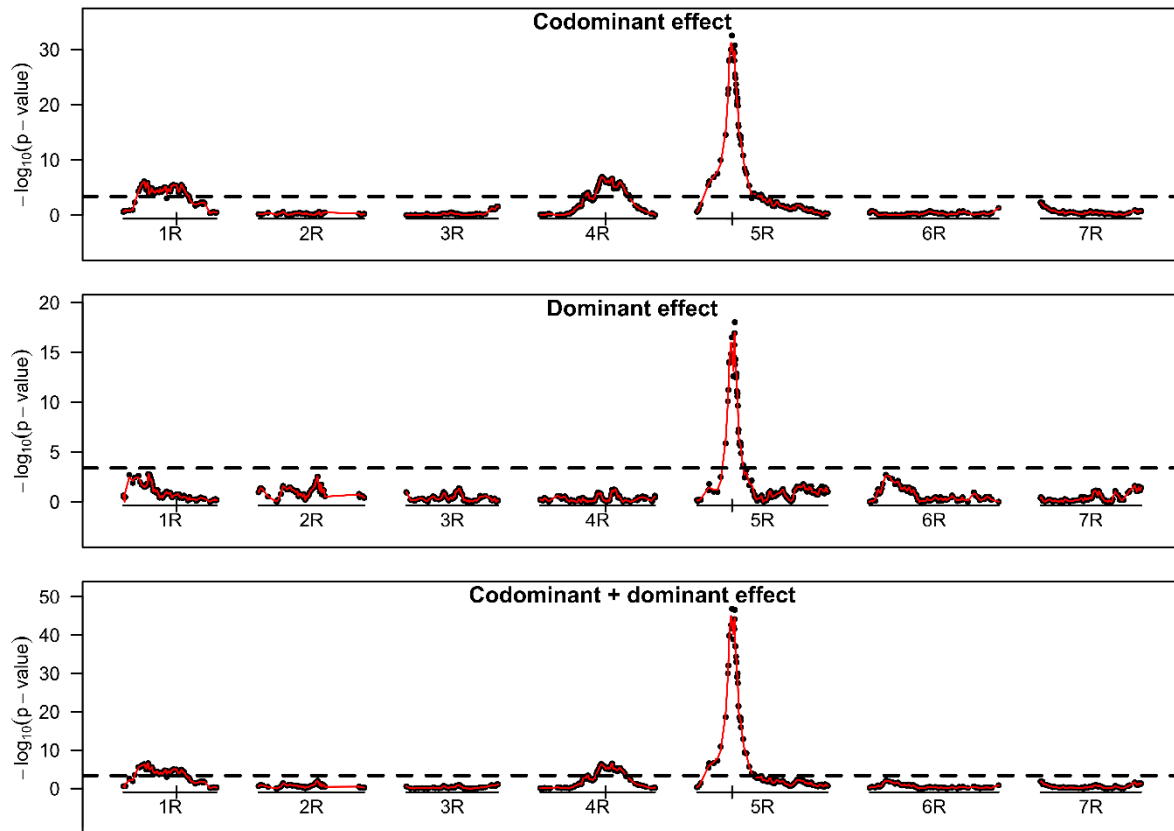 Codominant effect
− log10(p − value)
30
20
10
0
1R 2R 3R 4R 5R 6R 7R
Dominant effect
− log10(p − value)
20
15
10
5
0
1R 2R 3R 4R 5R 6R 7R
Codominant + dominant effect
− log10(p − value)
50
40
30
20
10
0
1R 2R 3R 4R 5R 6R 7R